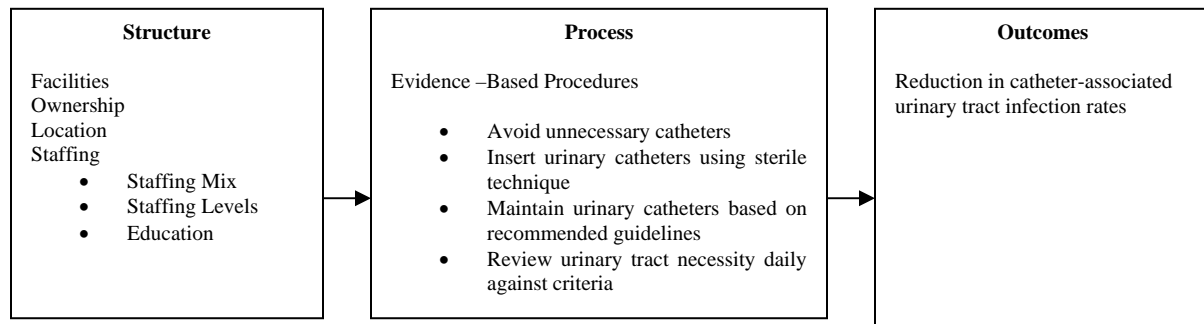 Structure
Facilities
Ownership
Location
Staffing
• Staffing Mix
• Staffing Levels
• Education
Process
Evidence –Based Procedures
• Avoid unnecessary catheters
• Insert urinary catheters using sterile
technique
• Maintain urinary catheters based on
recommended guidelines
• Review urinary tract necessity daily
against criteria
Outcomes
Reduction in catheter-associated
urinary tract infection rates